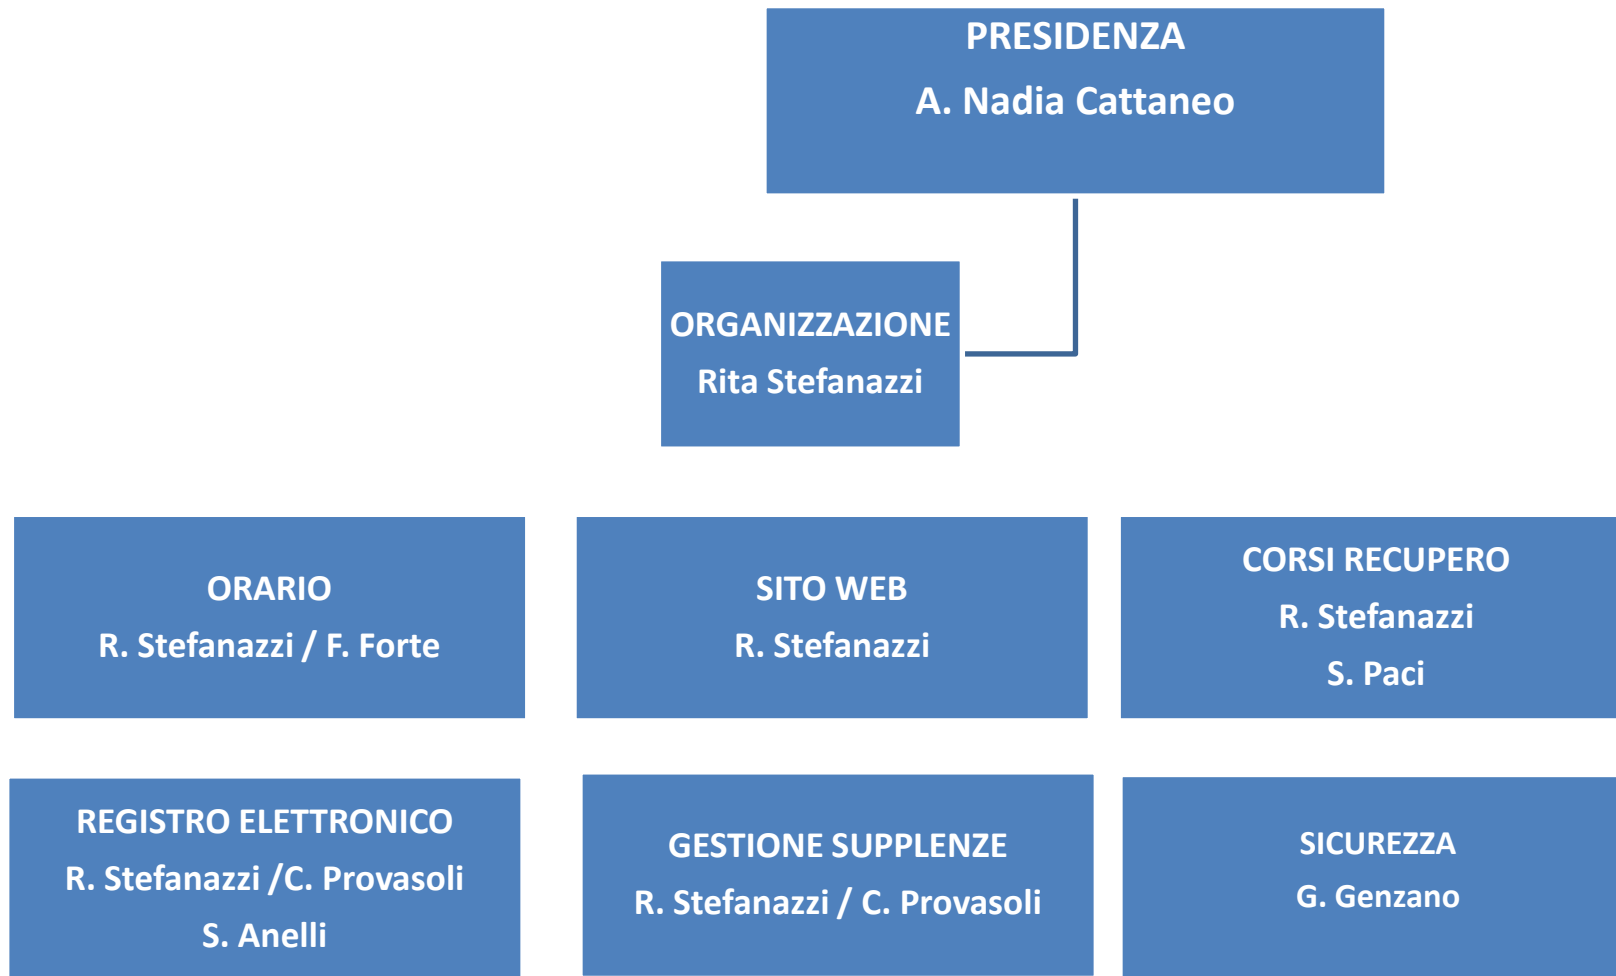 PRESIDENZA
A. Nadia Cattaneo
ORGANIZZAZIONE
Rita Stefanazzi
ORARIO
R. Stefanazzi / F. Forte
SITO WEB
R. Stefanazzi
CORSI RECUPERO
R. Stefanazzi
S. Paci
REGISTRO ELETTRONICO
R. Stefanazzi /C. Provasoli
S. Anelli
GESTIONE SUPPLENZE
R. Stefanazzi / C. Provasoli
SICUREZZA
G. Genzano